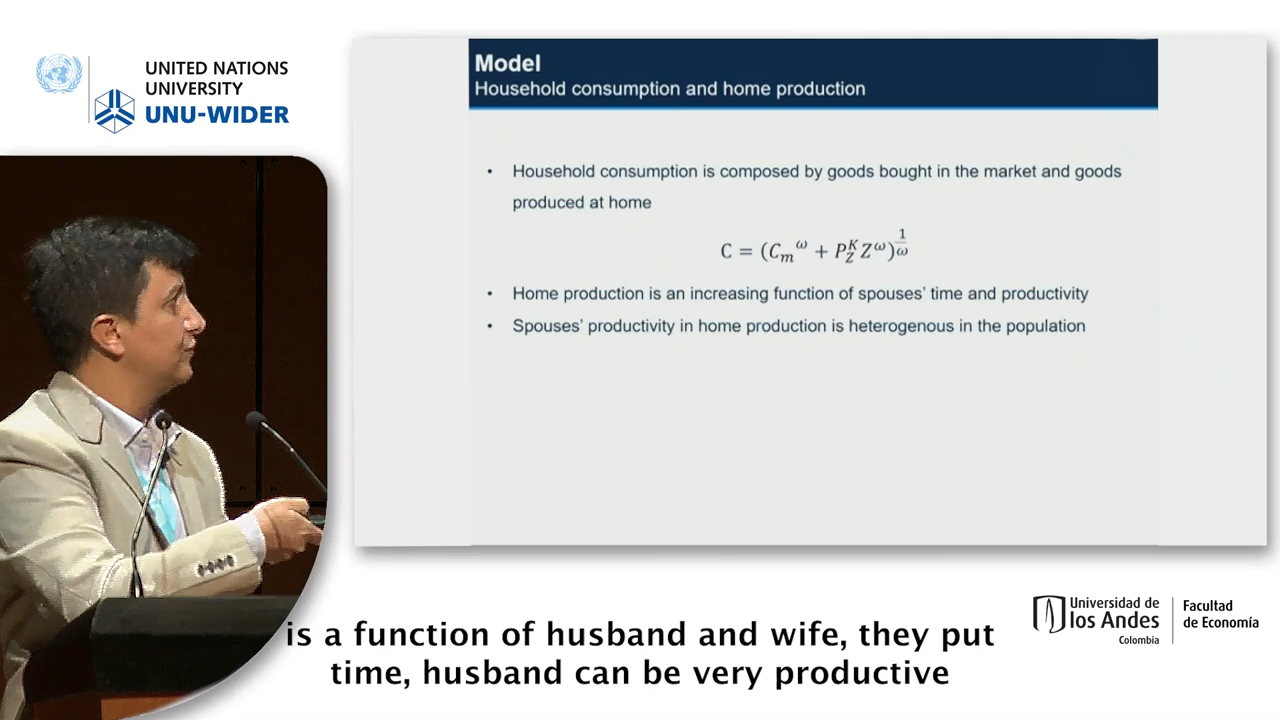 UNITED NATIONS
UNIVERSITY
UNU-WIDER
Model
Household consumption and home production
• Household consumption is composed by goods bought in the market and goods
produced at home
C = (C_m^ω + P_Z^K Z^ω)^{1/ω}
• Home production is an increasing function of spouses' time and productivity
• Spouses' productivity in home production is heterogenous in the population
Universidad de
los Andes
Colombia
Facultad
de Economía
is a function of husband and wife, they put
time, husband can be very productive